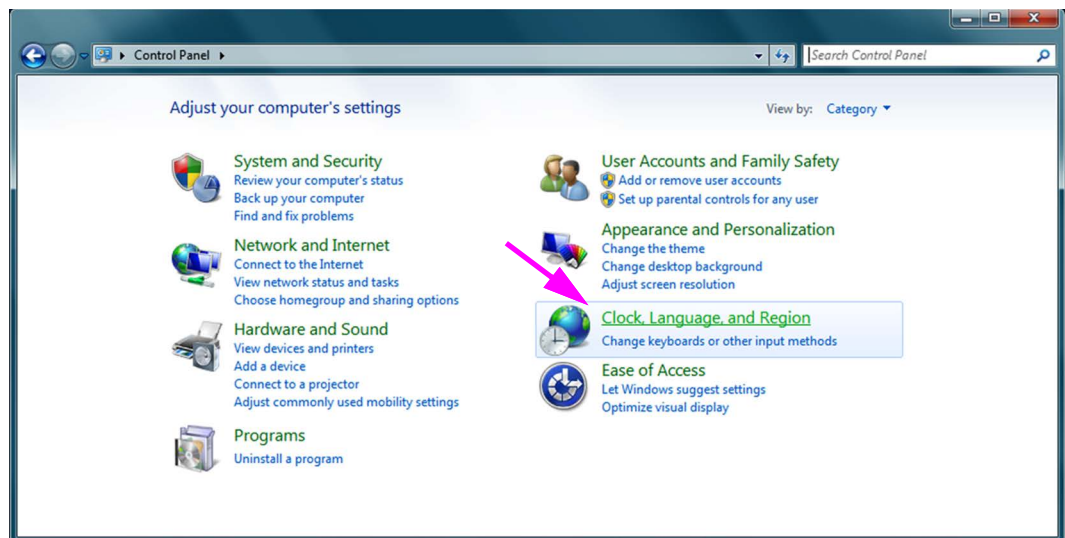 Control Panel
Search Control Panel
Adjust your computer's settings
View by: Category
System and Security
Review your computer's status
Back up your computer
Find and fix problems
Network and Internet
Connect to the Internet
View network status and tasks
Choose homegroup and sharing options
Hardware and Sound
View devices and printers
Add a device
Connect to a projector
Adjust commonly used mobility settings
Programs
Uninstall a program
User Accounts and Family Safety
Add or remove user accounts
Set up parental controls for any user
Appearance and Personalization
Change the theme
Change desktop background
Adjust screen resolution
Clock, Language, and Region
Change keyboards or other input methods
Ease of Access
Let Windows suggest settings
Optimize visual display